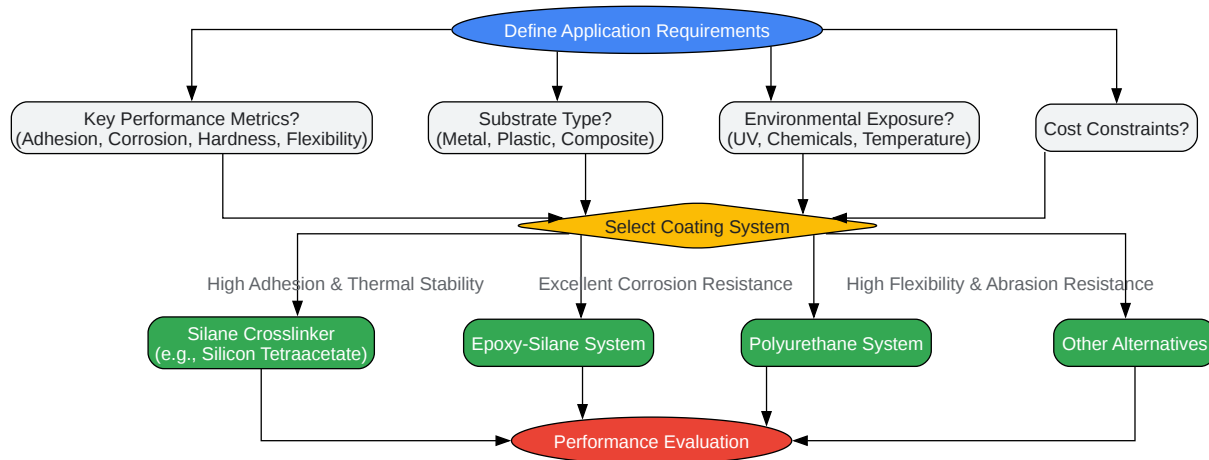 Define Application Requirements
Key Performance Metrics?
(Adhesion, Corrosion, Hardness, Flexibility)
Substrate Type?
(Metal, Plastic, Composite)
Environmental Exposure?
(UV, Chemicals, Temperature)
Cost Constraints?
Select Coating System
High Adhesion & Thermal Stability
Excellent Corrosion Resistance
High Flexibility & Abrasion Resistance
Silane Crosslinker
(e.g., Silicon Tetraacetate)
Epoxy-Silane System
Polyurethane System
Other Alternatives
Performance Evaluation